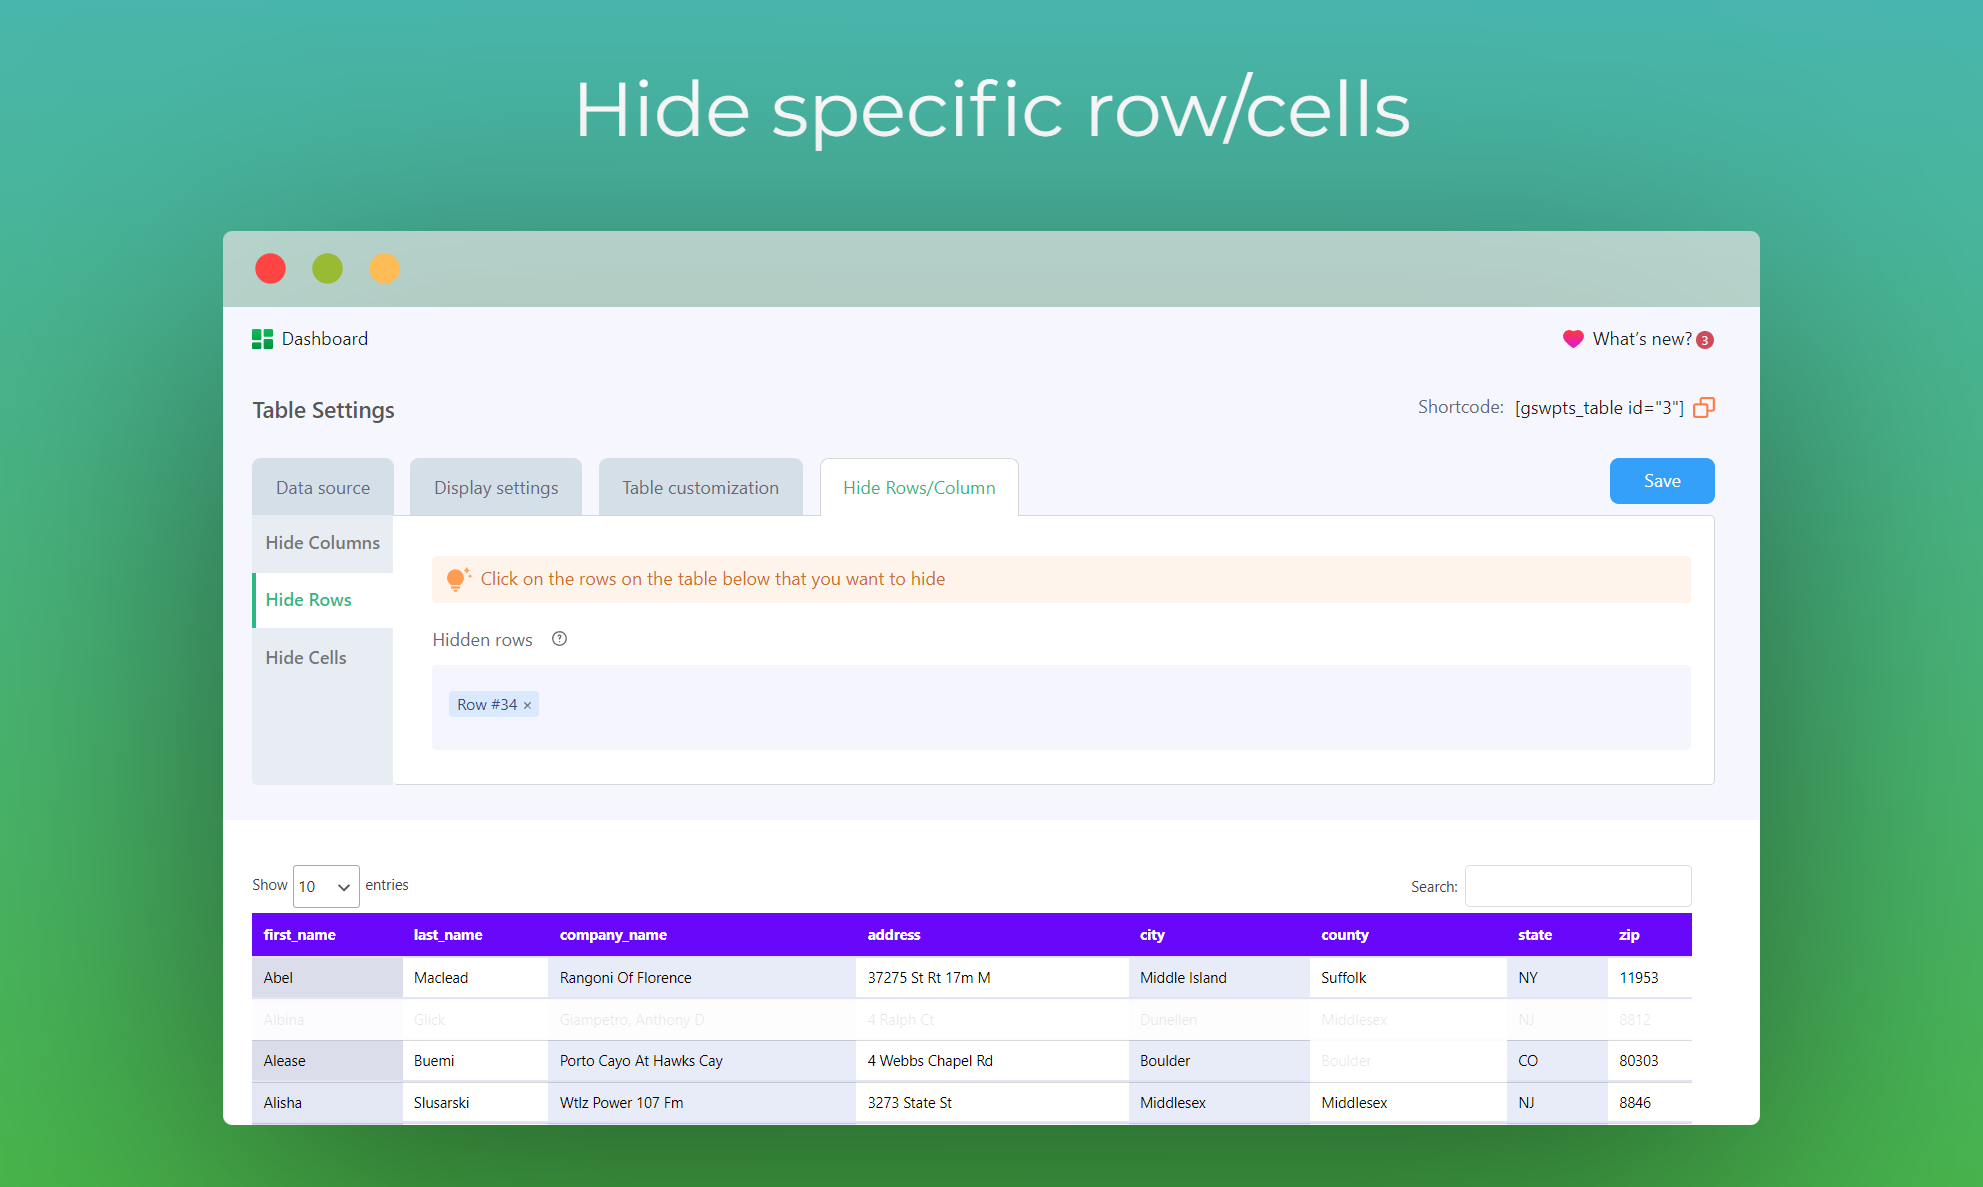 Hide specific row/cells
Dashboard
What's new? 3
Table Settings
Shortcode: [gswpts_table id="3"]
Data source Display settings Table customization Hide Rows/Column Save
Hide Columns
Hide Rows
Hide Cells
Click on the rows on the table below that you want to hide
Hidden rows ?
Row #34 ×
Show 10 entries Search:
first_name last_name company_name address city county state zip
Abel Maclead Rangoni Of Florence 37275 St Rt 17m M Middle Island Suffolk NY 11953
Albina Glick Giampetro, Anthony D 4 Ralph Ct Dunellen Middlesex NJ 8812
Alease Buemi Porto Cayo At Hawks Cay 4 Webbs Chapel Rd Boulder Boulder CO 80303
Alisha Slusarski Wtlz Power 107 Fm 3273 State St Middlesex Middlesex NJ 8846